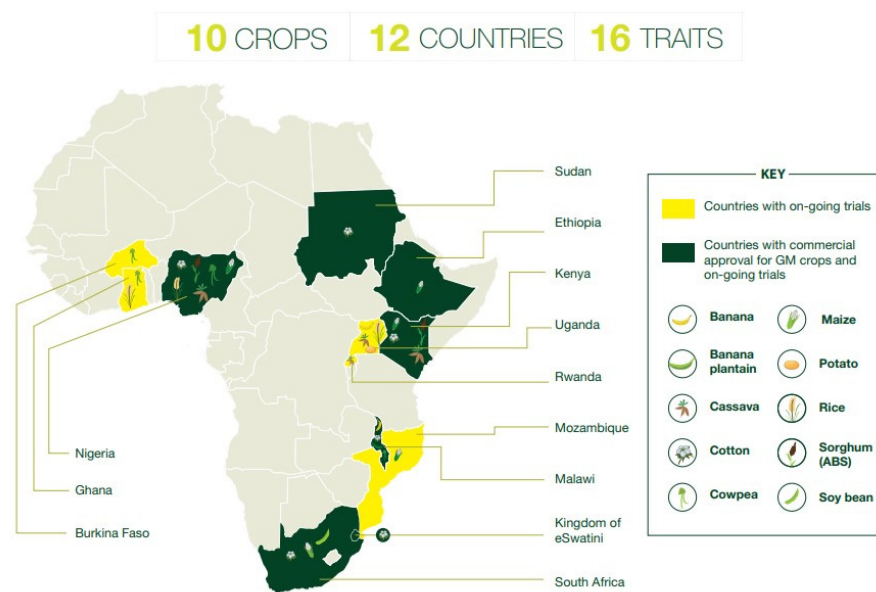 10 CROPS
12 COUNTRIES
16 TRAITS
Sudan
Ethiopia
Kenya
Uganda
Rwanda
Mozambique
Malawi
Kingdom of
eSwatini
South Africa
Nigeria
Ghana
Burkina Faso
KEY
Countries with on-going trials
Countries with commercial
approval for GM crops and
on-going trials
Banana
Maize
Banana
plantain
Potato
Cassava
Rice
Cotton
Sorghum
(ABS)
Cowpea
Soy bean